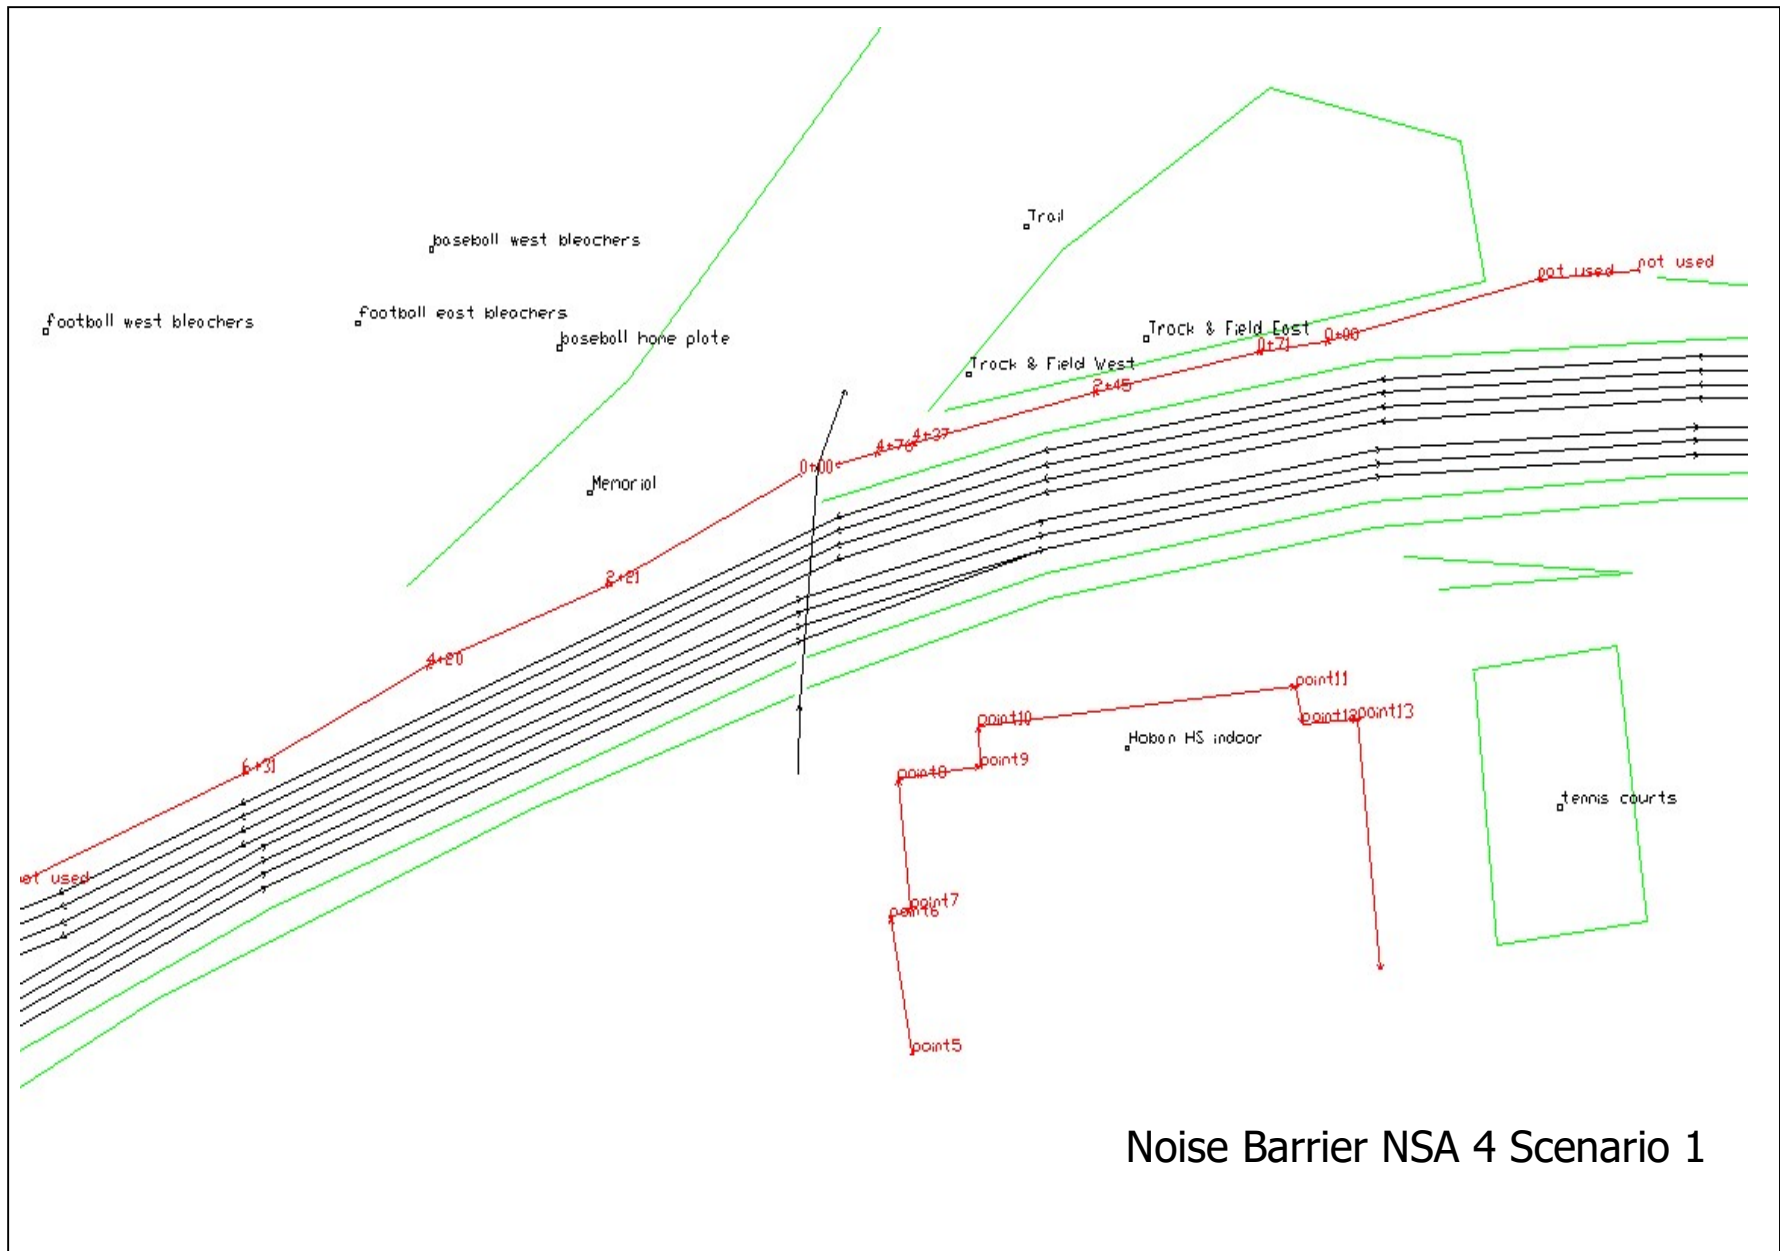 Trail
baseball west bleachers
not used
not used
football west bleachers
football east bleachers
baseball home plate
Track & Field East
0+00
0+71
Track & Field West
2+45
4+37
4+76
0+00
Memorial
2+21
4+20
point11
point10
point12
point13
Hoban HS indoor
point9
6+31
point8
tennis courts
not used
point7
point6
point5
Noise Barrier NSA 4 Scenario 1